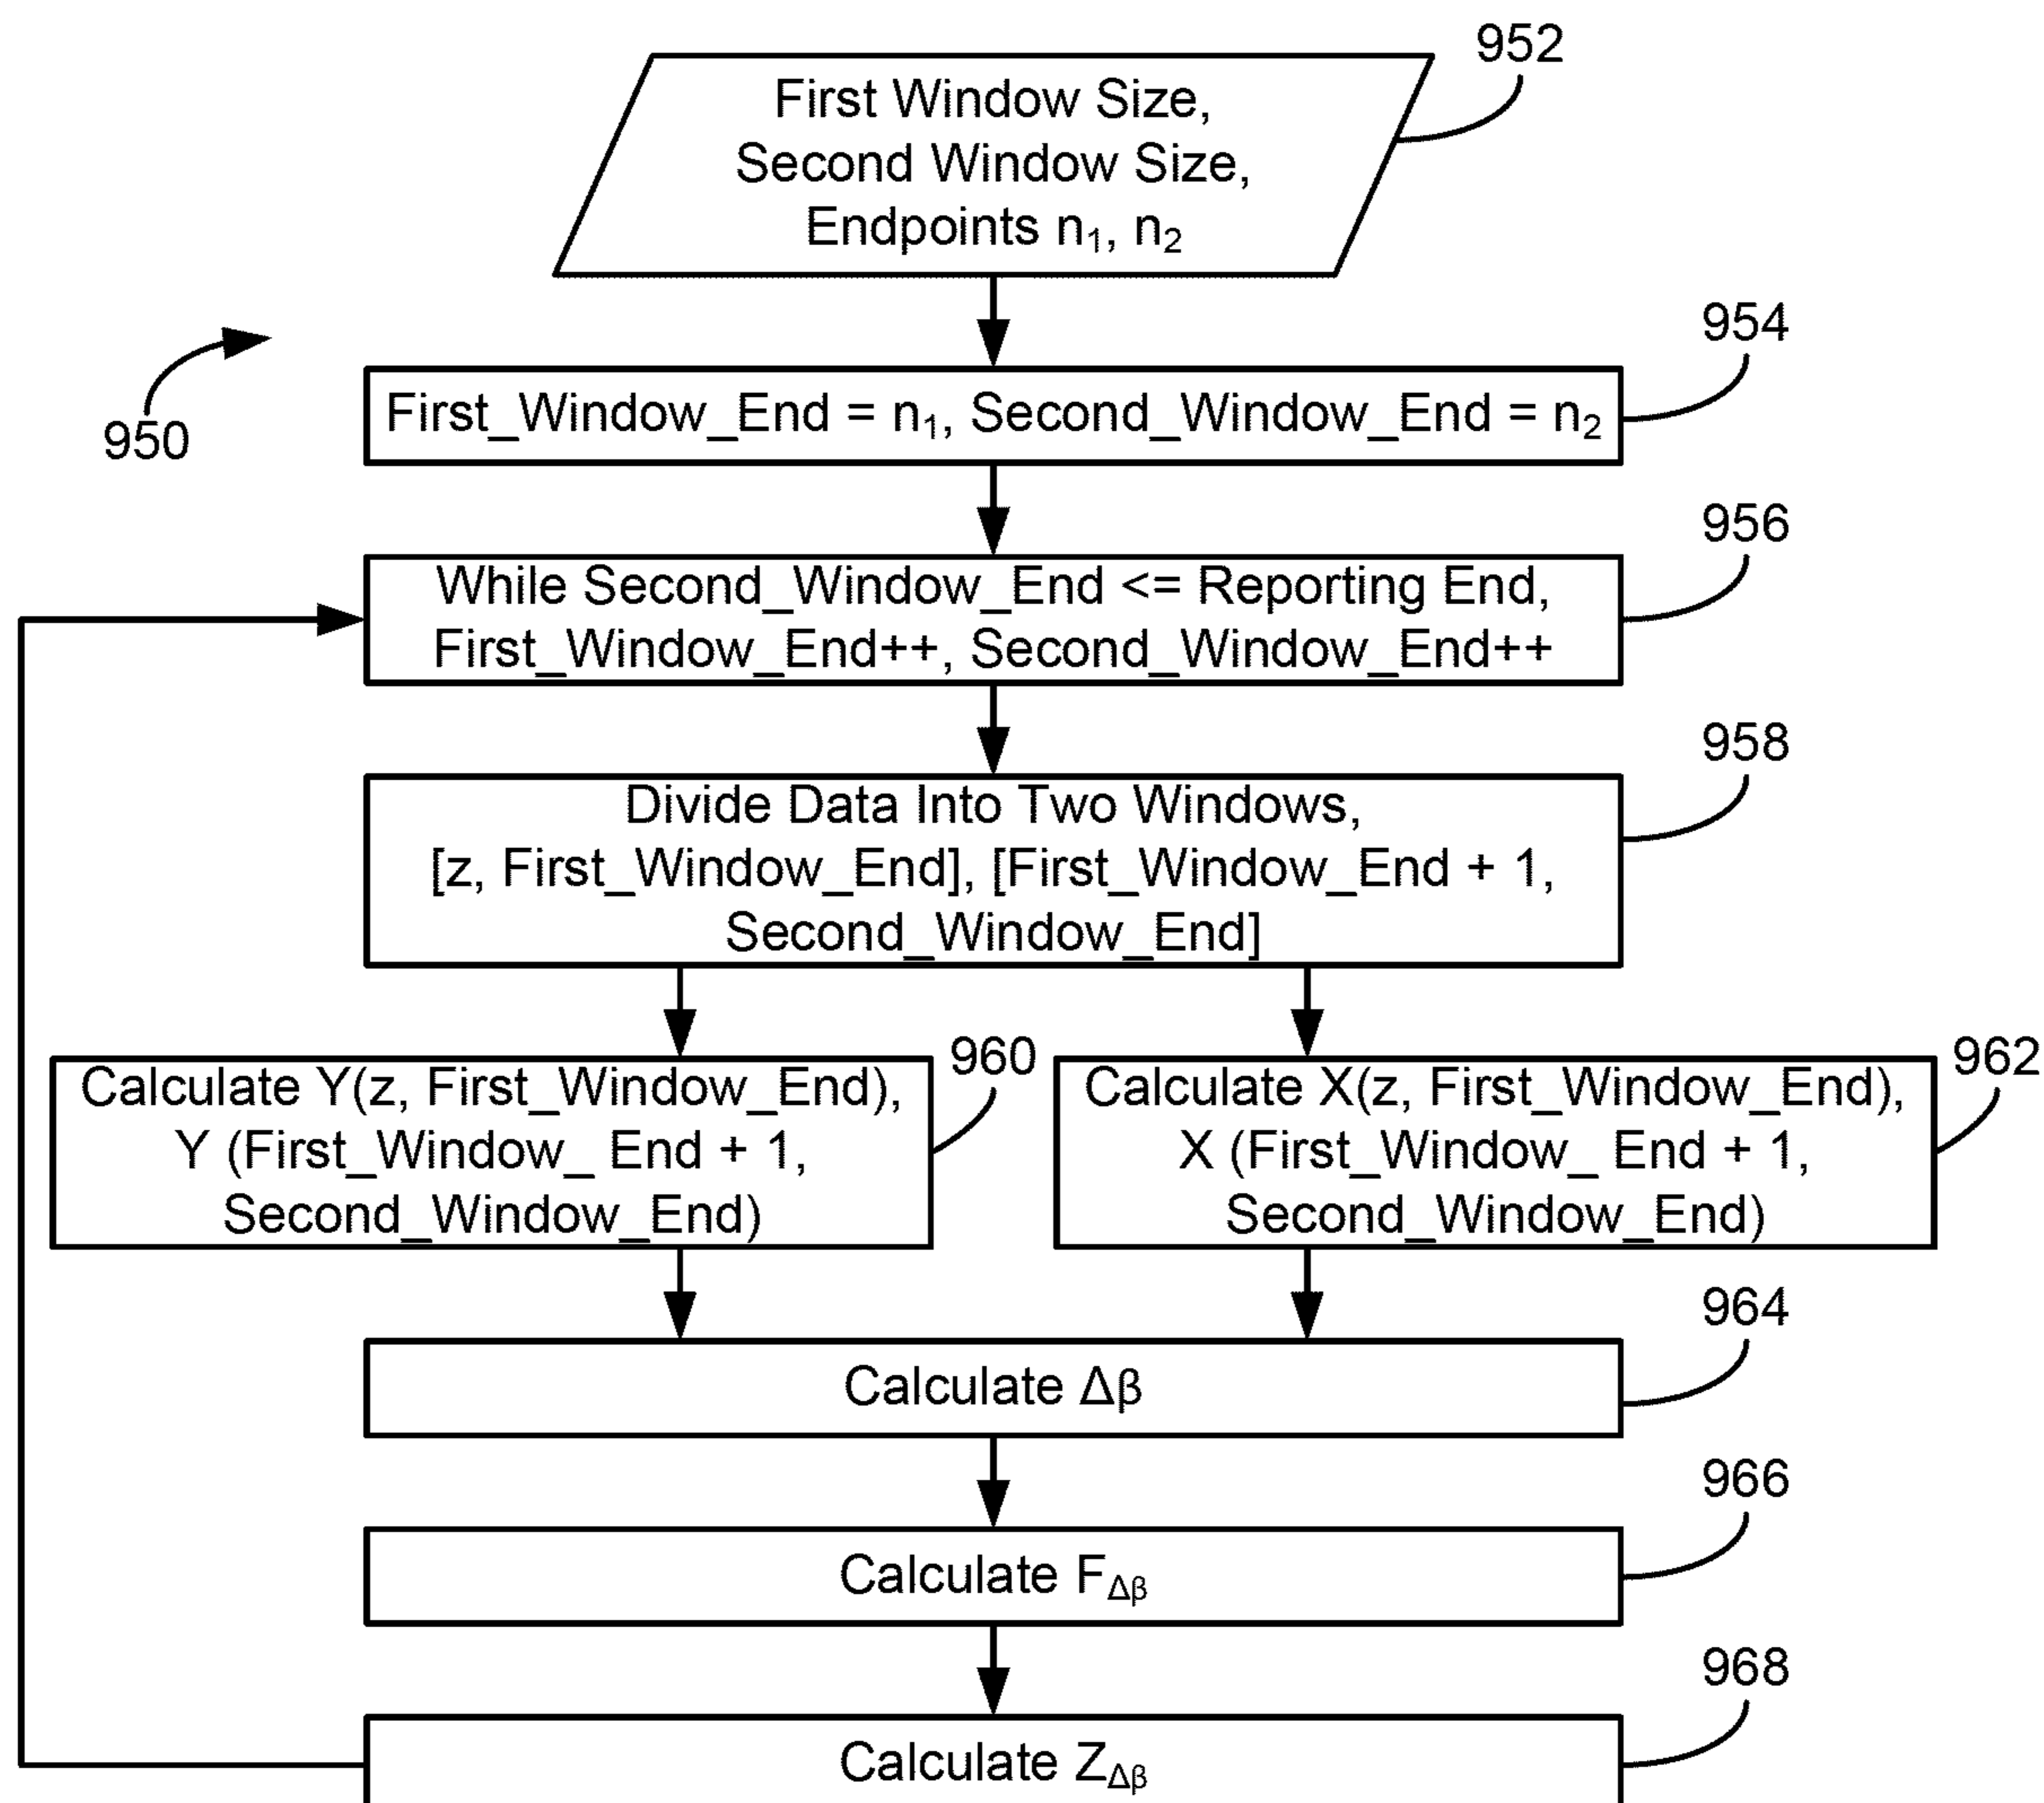 952
First Window Size,
Second Window Size,
Endpoints n₁, n₂
954
First_Window_End = n₁, Second_Window_End = n₂
950
956
While Second_Window_End <= Reporting End,
First_Window_End++, Second_Window_End++
958
Divide Data Into Two Windows,
[z, First_Window_End], [First_Window_End + 1,
Second_Window_End]
960
Calculate Y(z, First_Window_End),
Y (First_Window_ End + 1,
Second_Window_End)
962
Calculate X(z, First_Window_End),
X (First_Window_ End + 1,
Second_Window_End)
964
Calculate Δβ
966
Calculate F_Δβ
968
Calculate Z_Δβ